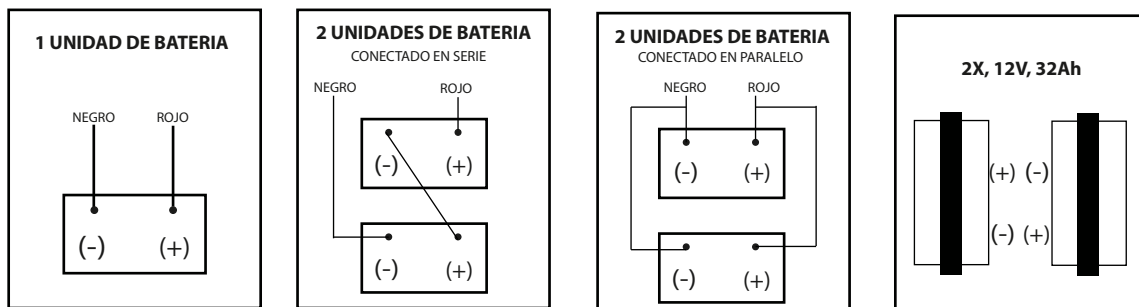 1 UNIDAD DE BATERIA
NEGRO ROJO
(-) (+)
2 UNIDADES DE BATERIA
CONECTADO EN SERIE
NEGRO ROJO
(-) (+)
(-) (+)
2 UNIDADES DE BATERIA
CONECTADO EN PARALELO
NEGRO ROJO
(-) (+)
(-) (+)
2X, 12V, 32Ah
(+) (-)
(-) (+)